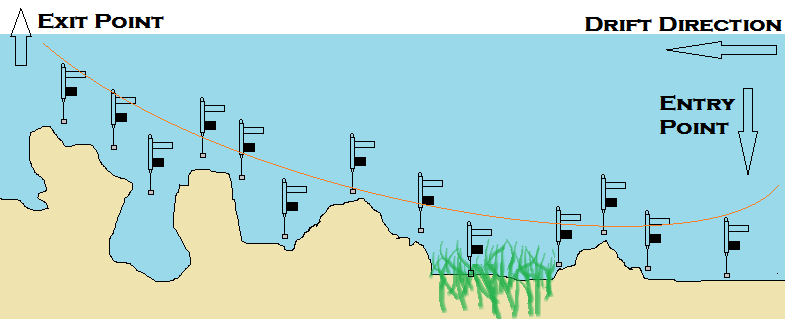 Exit Point
Drift Direction
Entry
Point